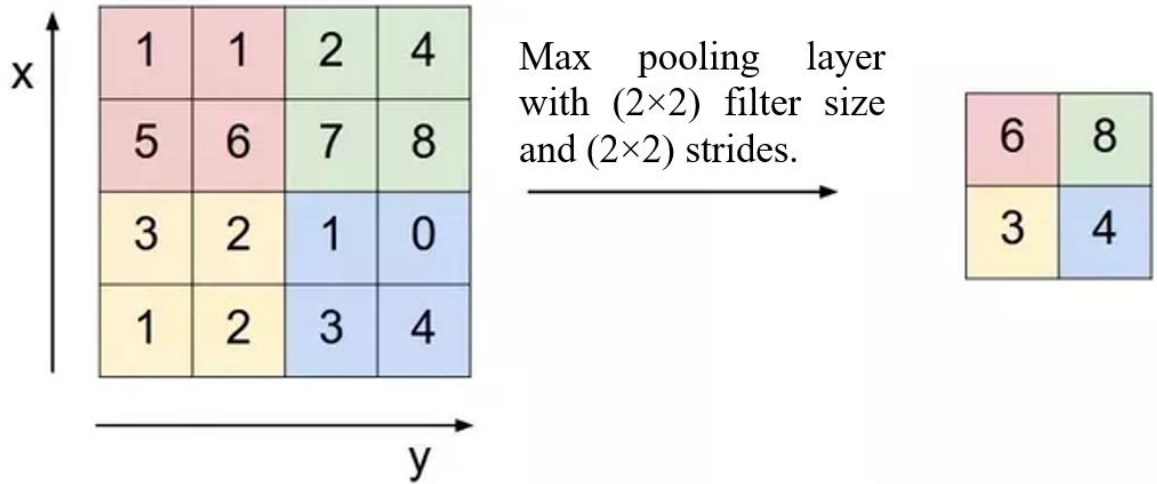 x
1 1 2 4
5 6 7 8
3 2 1 0
1 2 3 4
y
Max pooling layer
with (2×2) filter size
and (2×2) strides.
6 8
3 4